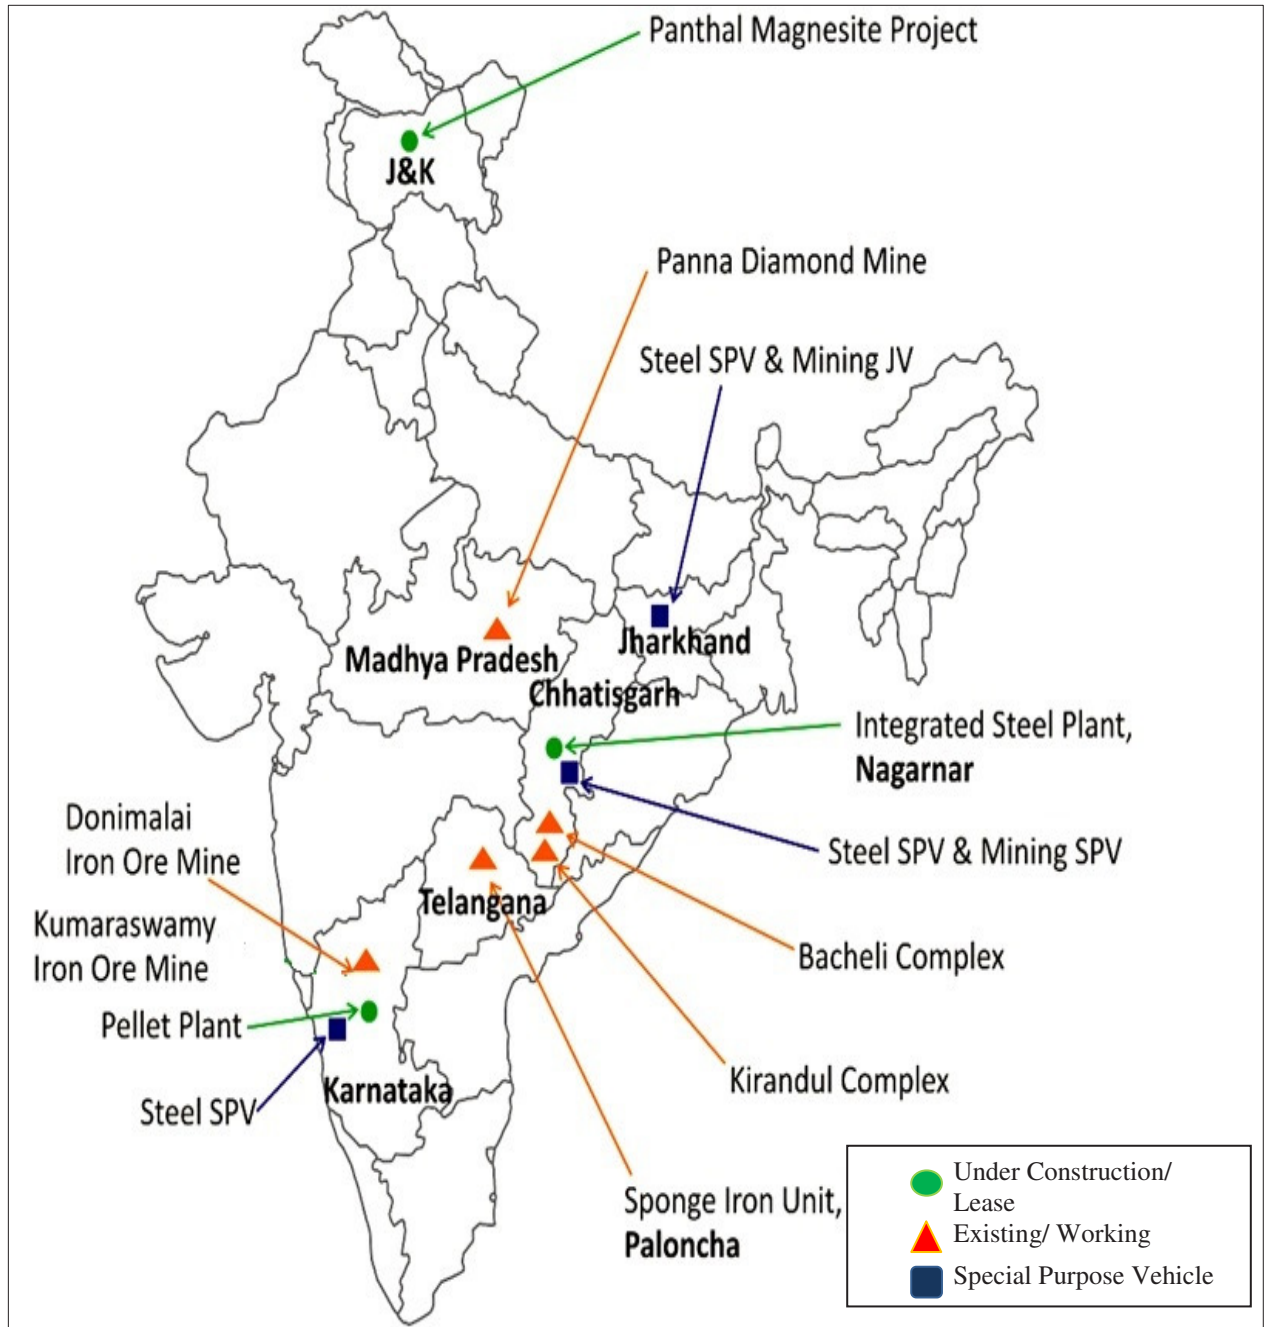 Panthal Magnesite Project
J&K
Panna Diamond Mine
Steel SPV & Mining JV
Jharkhand
Madhya Pradesh
Chhatisgarh
Integrated Steel Plant,
Nagarnar
Donimalai
Iron Ore Mine
Steel SPV & Mining SPV
Telangana
Kumaraswamy
Iron Ore Mine
Bacheli Complex
Pellet Plant
Kirandul Complex
Karnataka
Steel SPV
Sponge Iron Unit,
Paloncha
Under Construction/
Lease
Existing/ Working
Special Purpose Vehicle